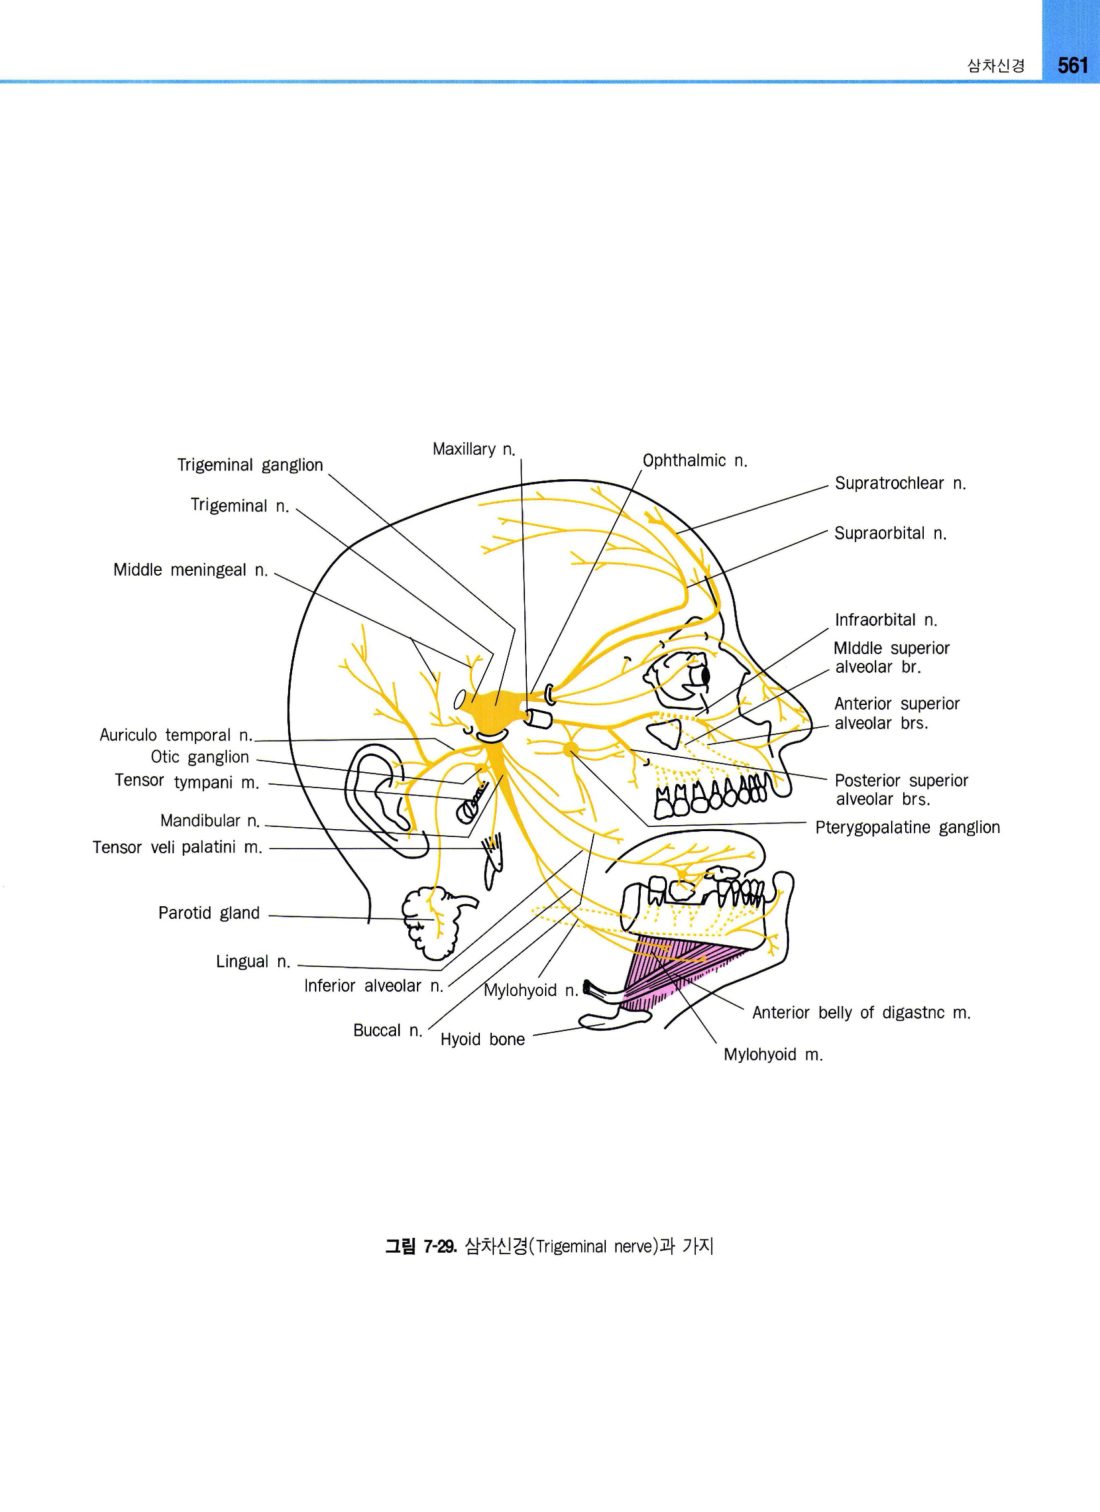 삼차신경 561
Maxillary n.
Trigeminal ganglion
Ophthalmic n.
Supratrochlear n.
Trigeminal n.
Supraorbital n.
Middle meningeal n.
Infraorbital n.
MIddle superior
alveolar br.
Anterior superior
alveolar brs.
Auriculo temporal n.
Otic ganglion
Tensor tympani m.
Posterior superior
alveolar brs.
Mandibular n.
Pterygopalatine ganglion
Tensor veli palatini m.
Parotid gland
Lingual n.
Inferior alveolar n.
Mylohyoid n.
Anterior belly of digastnc m.
Buccal n.
Hyoid bone
Mylohyoid m.
그림 7-29. 삼차신경(Trigeminal nerve)과 가지